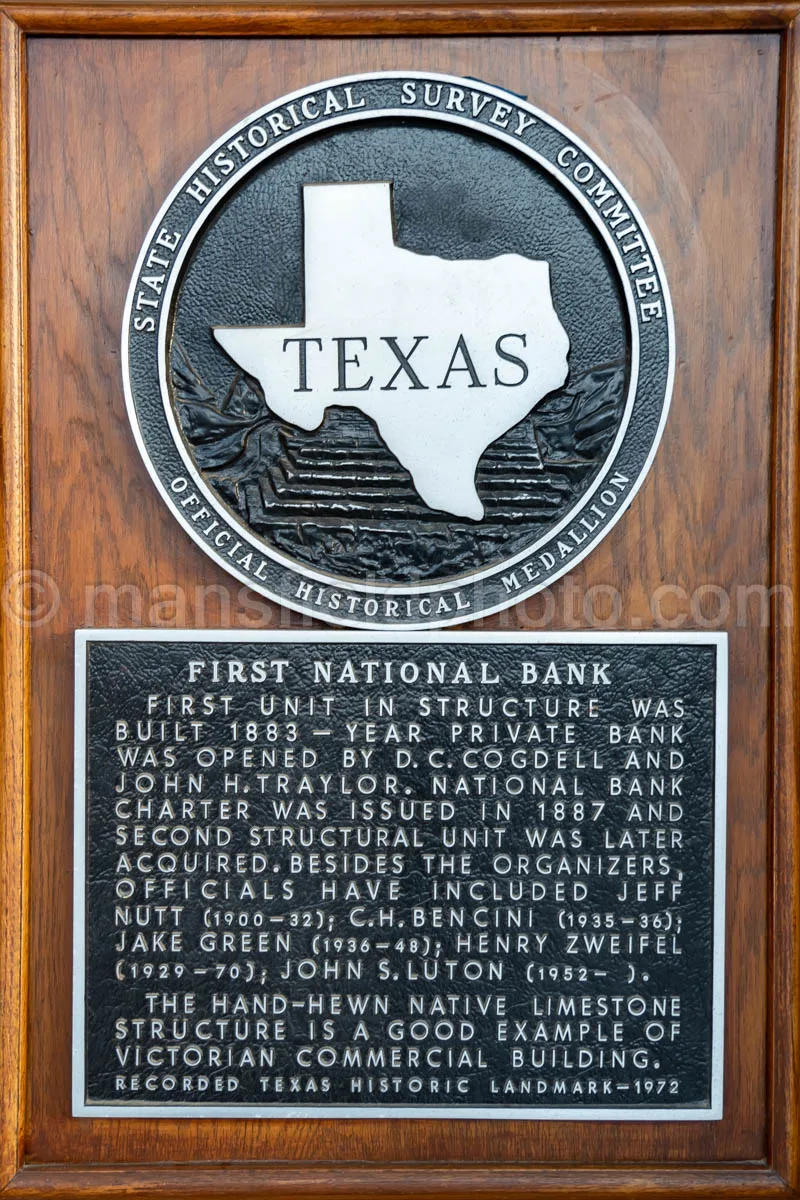 STATE HISTORICAL SURVEY COMMITTEE
TEXAS
OFFICIAL HISTORICAL MEDALLION
© mansfieldphoto.com
FIRST NATIONAL BANK
FIRST UNIT IN STRUCTURE WAS
BUILT 1883 — YEAR PRIVATE BANK
WAS OPENED BY D.C. COGDELL AND
JOHN H. TRAYLOR. NATIONAL BANK
CHARTER WAS ISSUED IN 1887 AND
SECOND STRUCTURAL UNIT WAS LATER
ACQUIRED. BESIDES THE ORGANIZERS,
OFFICIALS HAVE INCLUDED JEFF
NUTT (1900-32); C.H. BENCINI (1935-36);
JAKE GREEN (1936-48); HENRY ZWEIFEL
(1929-70); JOHN S. LUTON (1952-  ).
THE HAND-HEWN NATIVE LIMESTONE
STRUCTURE IS A GOOD EXAMPLE OF
VICTORIAN COMMERCIAL BUILDING.
RECORDED TEXAS HISTORIC LANDMARK-1972